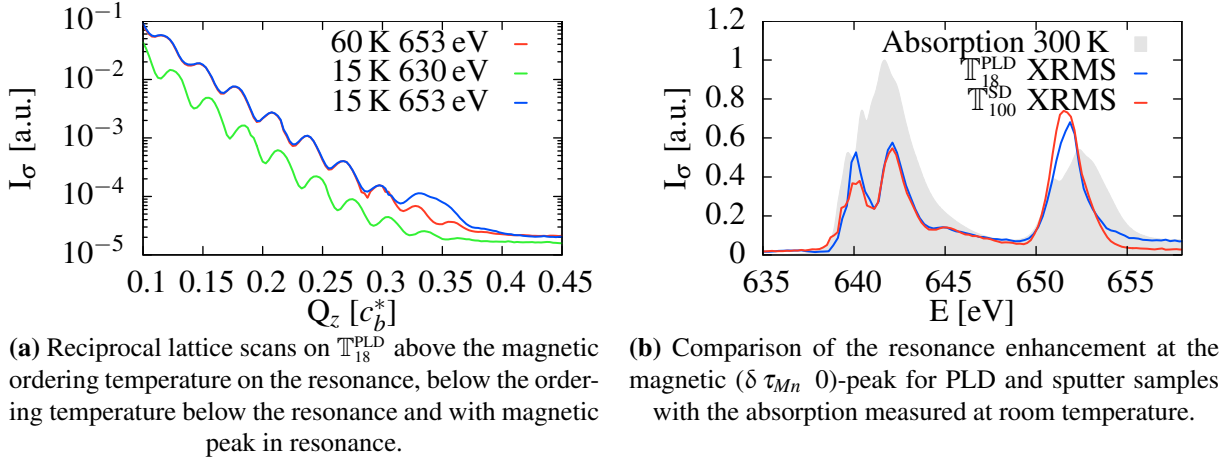 10⁻¹
10⁻²
10⁻³
10⁻⁴
10⁻⁵
I_σ [a.u.]
60 K 653 eV
15 K 630 eV
15 K 653 eV
0.1 0.15 0.2 0.25 0.3 0.35 0.4 0.45
Q_z [c*_b]
(a) Reciprocal lattice scans on 𝕋₁₈^PLD above the magnetic
ordering temperature on the resonance, below the order-
ing temperature below the resonance and with magnetic
peak in resonance.
1.2
1
0.8
0.6
0.4
0.2
0
I_σ [a.u.]
Absorption 300 K
𝕋₁₈^PLD XRMS
𝕋₁₀₀^SD XRMS
635 640 645 650 655
E [eV]
(b) Comparison of the resonance enhancement at the
magnetic (δ τ_Mn 0)-peak for PLD and sputter samples
with the absorption measured at room temperature.